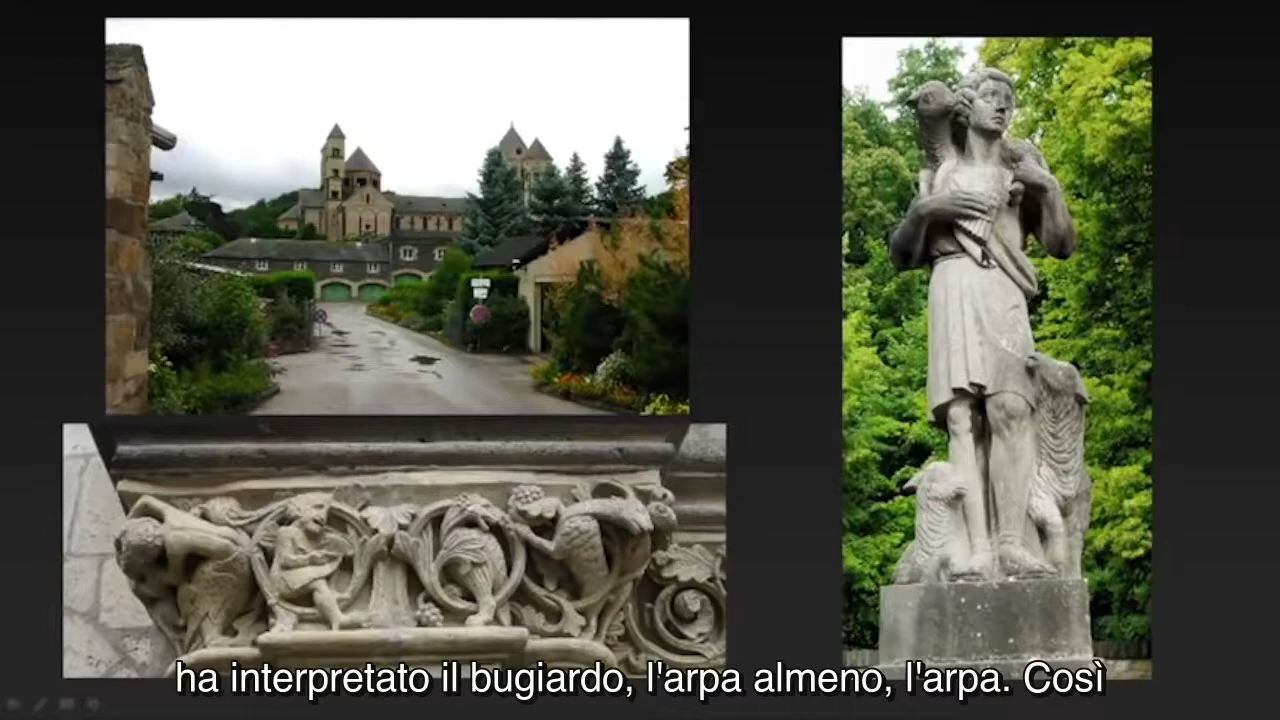 ha interpretato il bugiardo, l'arpa almeno, l'arpa. Così